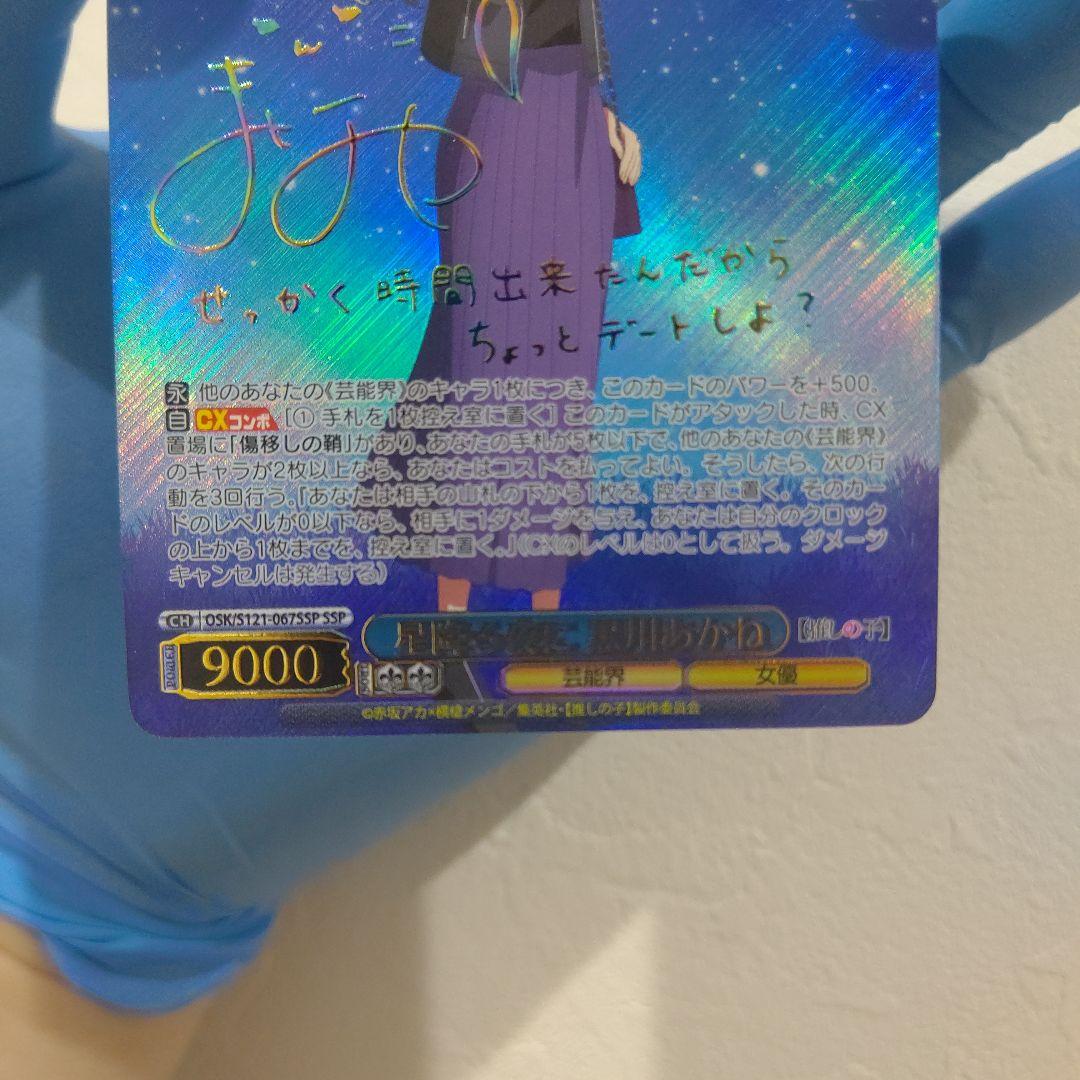 せっかく時間出来たんだから
ちょっとデートしよ?
永 他のあなたの《芸能界》のキャラ1枚につき、このカードのパワーを+500。
自 CXコンボ [① 手札を1枚控え室に置く] このカードがアタックした時、CX
置場に「傷移しの鞘」があり、あなたの手札が5枚以下で、他のあなたの《芸能界》
のキャラが2枚以上なら、あなたはコストを払ってよい。そうしたら、次の行
動を3回行う。「あなたは相手の山札の下から1枚を、控え室に置く。そのカー
ドのレベルが0以下なら、相手に1ダメージを与え、あなたは自分のクロック
の上から1枚までを、控え室に置く。」(CXのレベルは0として扱う。ダメージ
キャンセルは発生する)
CH OSK/S121-067SSP SSP
星降る夜に 黒川あかね
【推しの子】
POWER 9000
芸能界 女優
©赤坂アカ×横槍メンゴ/集英社・【推しの子】製作委員会